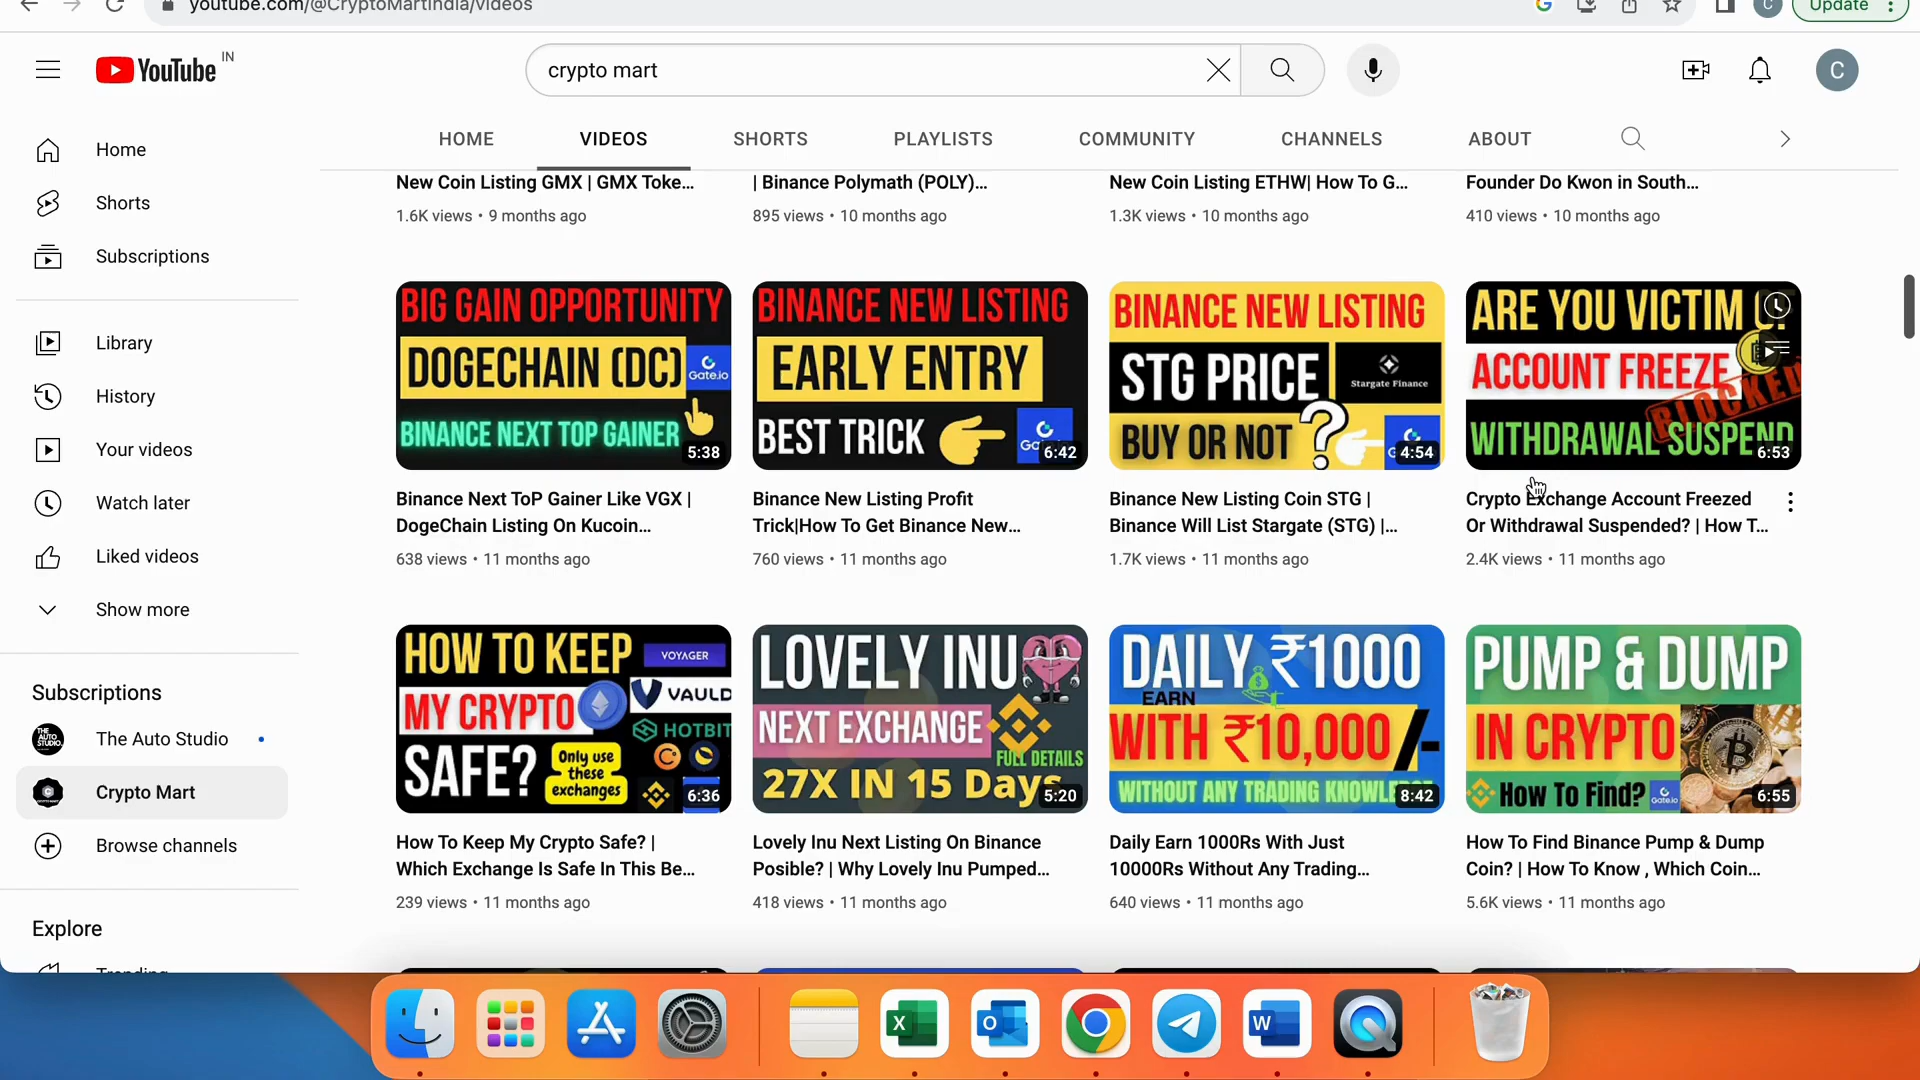 youtube.com/@CryptoMartIndia/videos
C
Update
YouTube IN
crypto mart
C
HOME VIDEOS SHORTS PLAYLISTS COMMUNITY CHANNELS ABOUT
Home
Shorts
Subscriptions
Library
History
Your videos
Watch later
Liked videos
Show more
Subscriptions
The Auto Studio
Crypto Mart
Browse channels
Explore
Trending
New Coin Listing GMX | GMX Toke...
1.6K views • 9 months ago
| Binance Polymath (POLY)...
895 views • 10 months ago
New Coin Listing ETHW| How To G...
1.3K views • 10 months ago
Founder Do Kwon in South...
410 views • 10 months ago
BIG GAIN OPPORTUNITY
DOGECHAIN (DC)
Gate.io
BINANCE NEXT TOP GAINER
5:38
Binance Next ToP Gainer Like VGX |
DogeChain Listing On Kucoin...
638 views • 11 months ago
BINANCE NEW LISTING
EARLY ENTRY
BEST TRICK
6:42
Binance New Listing Profit
Trick|How To Get Binance New...
760 views • 11 months ago
BINANCE NEW LISTING
STG PRICE
Stargate Finance
BUY OR NOT ?
4:54
Binance New Listing Coin STG |
Binance Will List Stargate (STG) |...
1.7K views • 11 months ago
ARE YOU VICTIM
ACCOUNT FREEZE
BLOCKED
WITHDRAWAL SUSPEND
6:53
Crypto Exchange Account Freezed
Or Withdrawal Suspended? | How T...
2.4K views • 11 months ago
HOW TO KEEP
VOYAGER
MY CRYPTO
VAULD
HOTBIT
SAFE?
Only use
these
exchanges
6:36
How To Keep My Crypto Safe? |
Which Exchange Is Safe In This Be...
239 views • 11 months ago
LOVELY INU
NEXT EXCHANGE
FULL DETAILS
27X IN 15 Days
5:20
Lovely Inu Next Listing On Binance
Posible? | Why Lovely Inu Pumped...
418 views • 11 months ago
DAILY ₹1000
EARN
WITH ₹10,000/-
WITHOUT ANY TRADING KNOWLE
8:42
Daily Earn 1000Rs With Just
10000Rs Without Any Trading...
640 views • 11 months ago
PUMP & DUMP
IN CRYPTO
How To Find?
Gate.io
6:55
How To Find Binance Pump & Dump
Coin? | How To Know , Which Coin...
5.6K views • 11 months ago